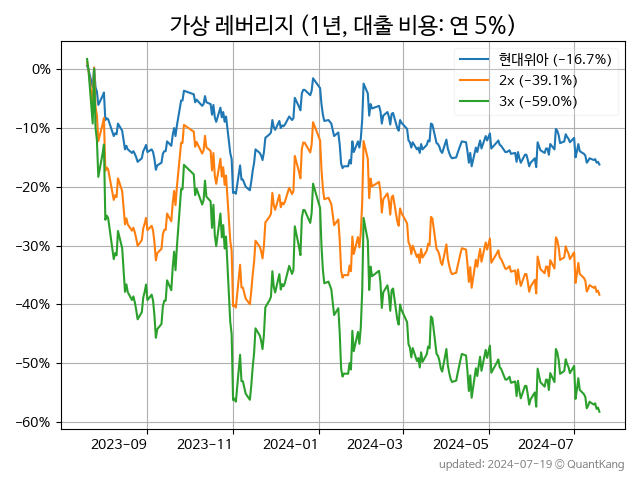 가상 레버리지 (1년, 대출 비용: 연 5%)
현대위아 (−16.7%)
2x (−39.1%)
3x (−59.0%)
0%
−10%
−20%
−30%
−40%
−50%
−60%
2023-09 2023-11 2024-01 2024-03 2024-05 2024-07
updated: 2024-07-19 © QuantKang